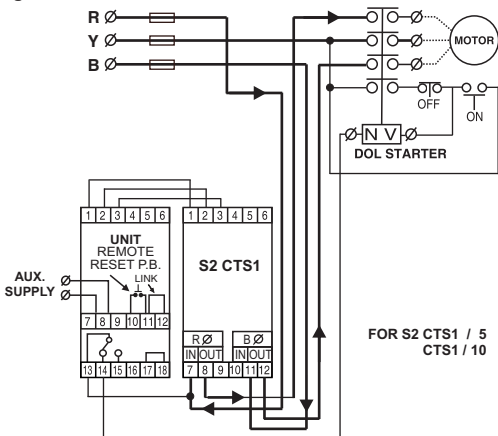 R
Y
B
MOTOR
OFF
ON
N V
DOL STARTER
1 2 3 4 5 6
1 2 3 4 5 6
UNIT
REMOTE
RESET P.B.
LINK
S2 CTS1
AUX.
SUPPLY
7 8 9 10 11 12
R Ø B Ø
IN OUT IN OUT
7 8 9 10 11 12
13 14 15 16 17 18
FOR S2 CTS1 / 5
CTS1 / 10